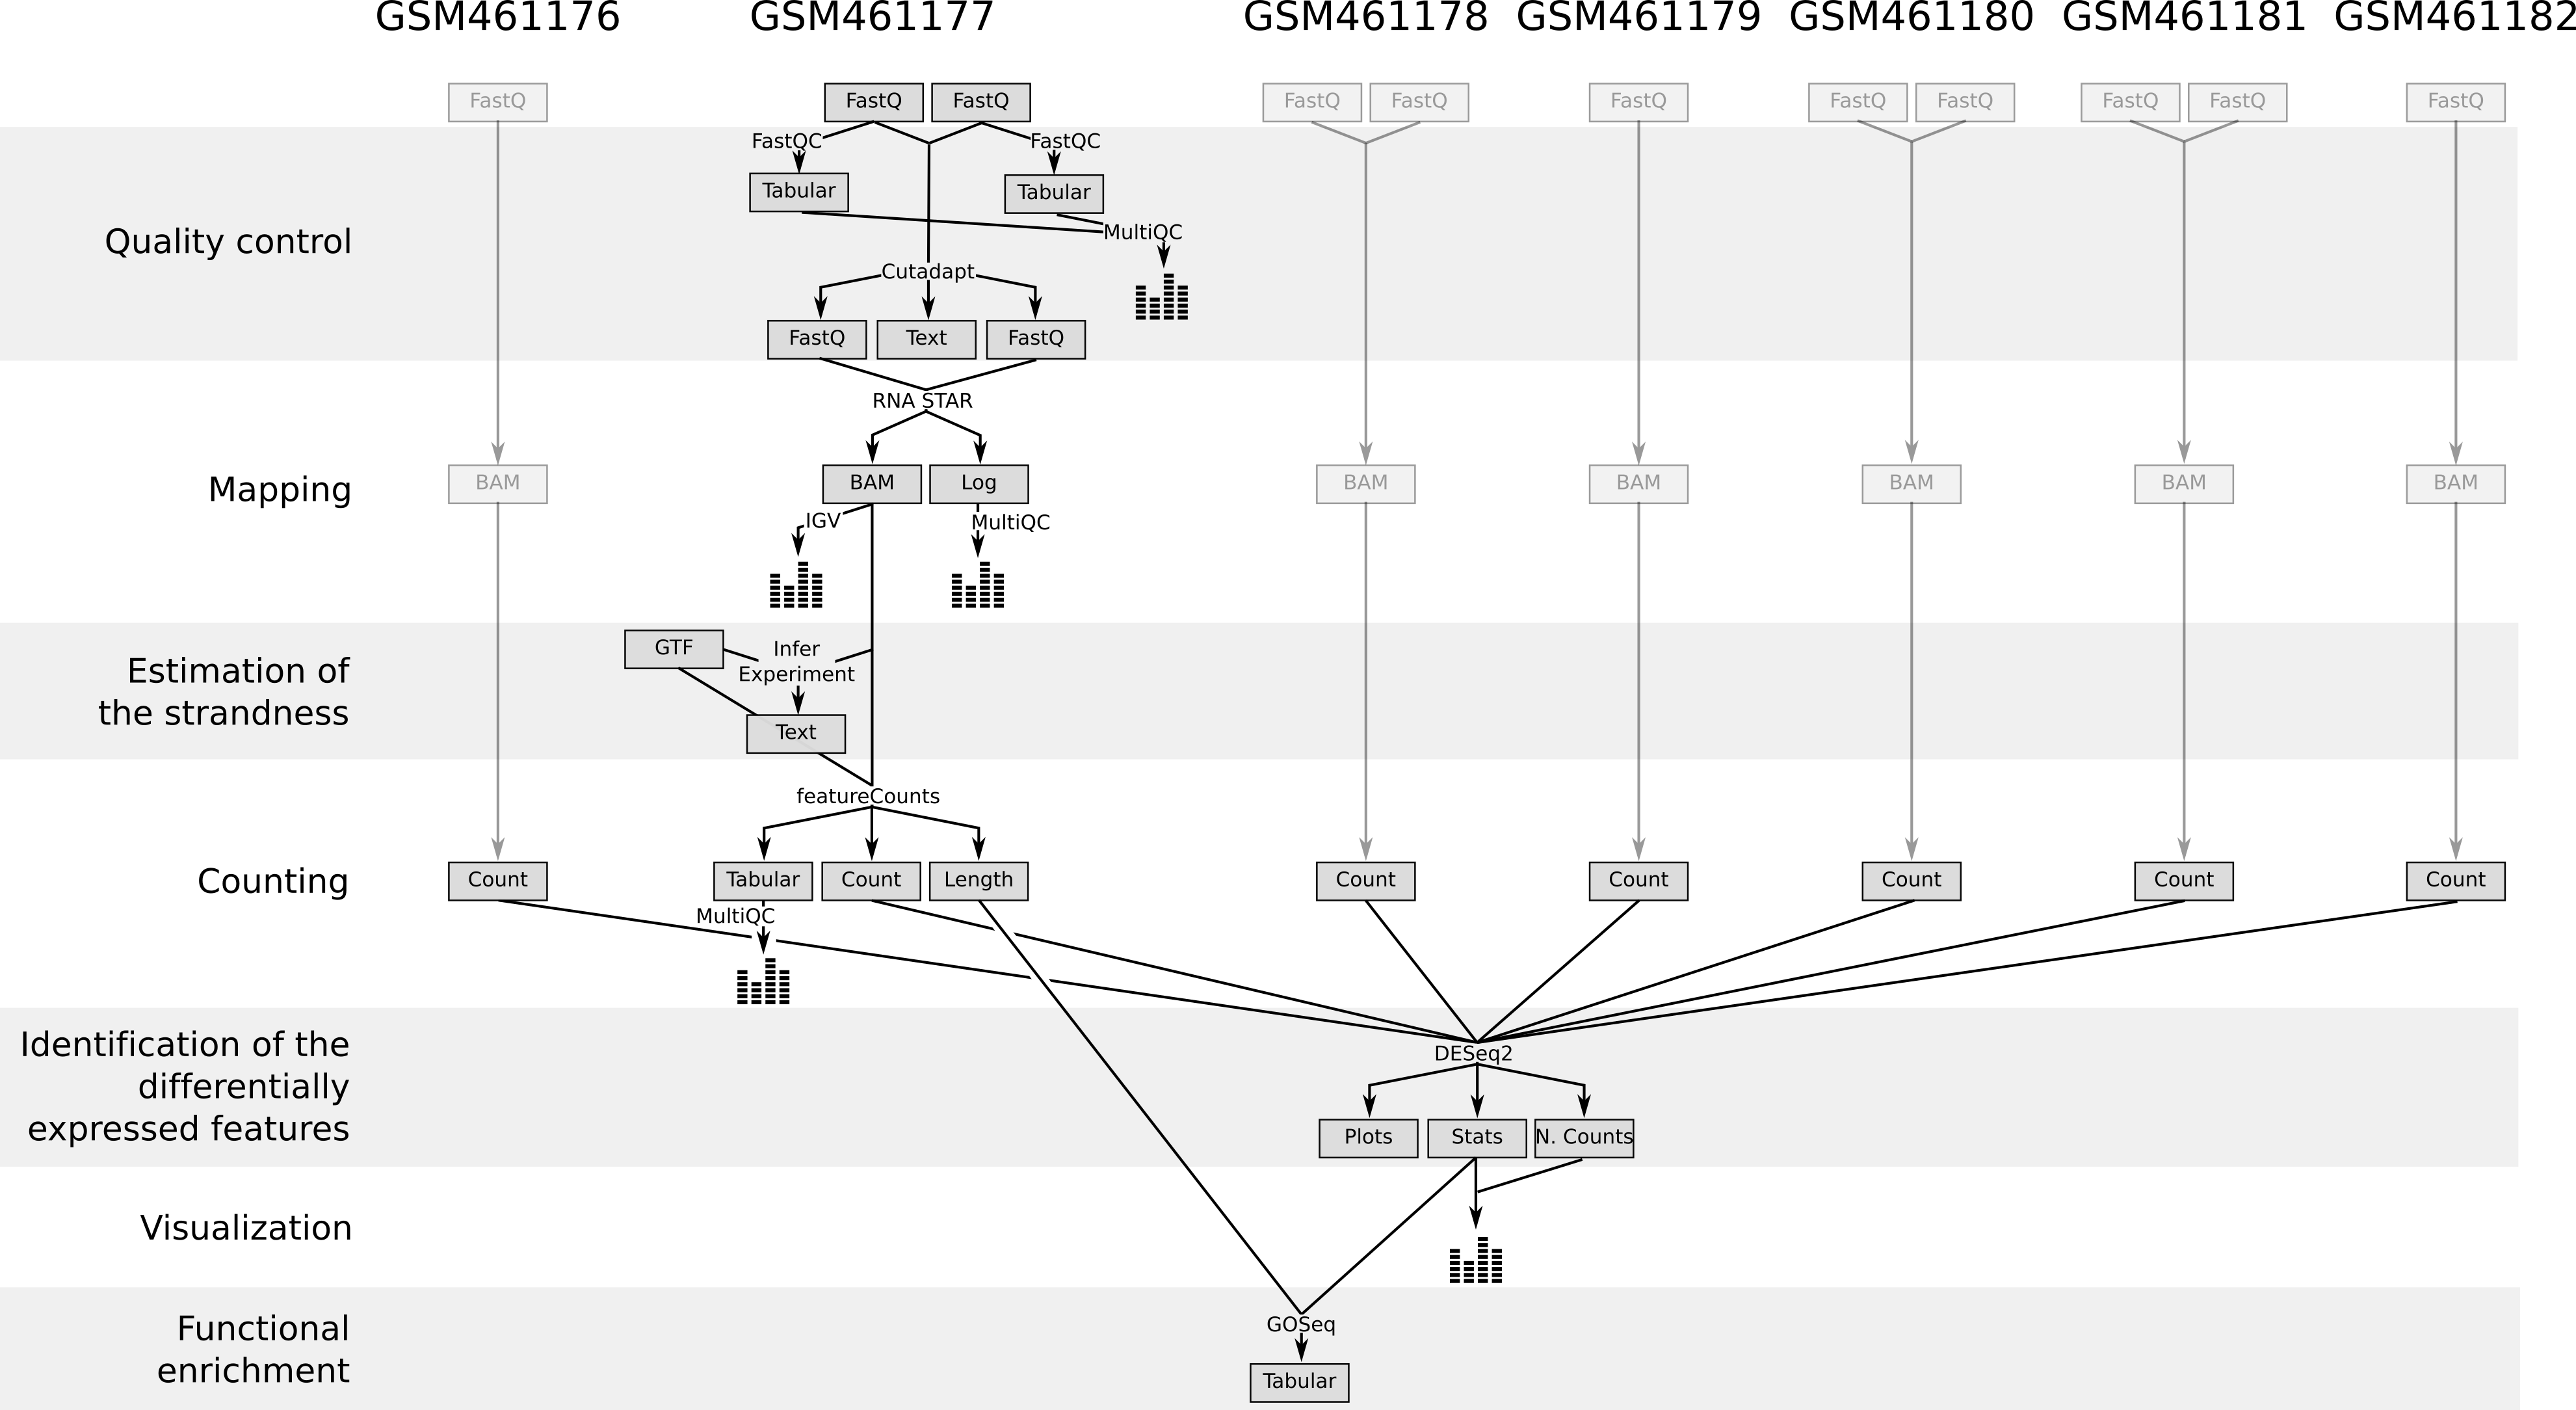 GSM461176 GSM461177 GSM461178 GSM461179 GSM461180 GSM461181 GSM461182
FastQ FastQ FastQ FastQ FastQ FastQ FastQ FastQ FastQ FastQ FastQ
FastQC FastQC
Tabular Tabular
MultiQC
Quality control
Cutadapt
FastQ Text FastQ
RNA STAR
Mapping
BAM BAM Log BAM BAM BAM BAM BAM
IGV MultiQC
GTF Infer
Experiment
Estimation of
the strandness
Text
featureCounts
Counting
Count Tabular Count Length Count Count Count Count Count
MultiQC
Identification of the
differentially
expressed features
DESeq2
Plots Stats N. Counts
Visualization
Functional
enrichment
GOSeq
Tabular